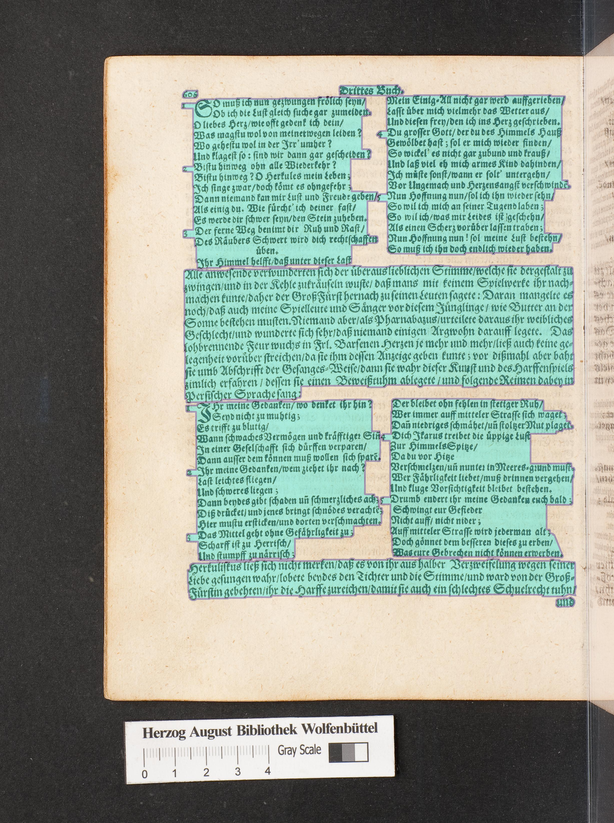 Drittes Buch.
SO muß ich nun gezwungen frölich seyn/
Ob ich die Lust gleich suche gar zumeiden.
O liebes Herz/wie offt gedenk ich dein/
Was magstu wol von meinetwegen leiden?
Wo gehestu wol in der Irr' umher?
Und klagest so: sind wir dann gar gescheiden?
Bistu hinweg ohn alle Wiederkehr?
Bistu hinweg? O Herkules mein Leben;
Ich singe zwar/doch kömt es ohngefehr;
Dann niemand kan mir Lust und Freude geben/
Als einig du. Wie fürcht' ich deiner fast/
Es werde dir schwer seyn/den Stein zuheben.
Der ferne Weg benimt dir Ruh und Rast/
Des Räubers Schwert wird dich rechtschaffen
üben.
Ihr Himmel helfft/daß unter dieser Last
Mein Einig-All nicht gar werd auffgerieben/
Lasst über mich vielmehr das Wetter aus/
Und diesen frey/den ich ins Herz geschrieben.
Du grosser Gott/der du des Himmels Hauß
Gewölbet hast; sol er mich wieder finden/
So wickel' es nicht gar zubund und krauß/
Und laß viel eh mich armes Kind dahinden/
Ich müste sonst/wann er solt' untergehn/
Vor Ungemach und Herzensangst verschwinde.
Nun Hoffnung/nun/sol ich ihn wieder sehn/
So wil ich mich an seiner Tugend laben;
So wil ich/was mir Leides ist/geschehn/
Als einen Scherz vorüber lassen traben;
Nun Hoffnung nun! sol meine Lust bestehn/
So muß ich ihn doch endlich wieder haben.
Alle anwesende verwunderten sich der überaus lieblichen Stimme/welche sie dergestalt zu
zwingen/und in der Kehle zukräuseln wuste/ daß mans mit keinem Spielwerke ihr nach-
machen kunte/daher der GroßFürst hernach zu seinen Leuten sagete: Daran mangelte es
noch/daß auch meine Spielleute und Sänger vor diesem Jünglinge/ wie Butter an der
Sonne bestehen musten. Niemand aber/als Pharnabazus/urteilete daraus ihr weibliches
Geschlecht/und wunderte sich sehr/daß niemand einigen Argwohn darauff legete. Das
lohbrennende Feur wuchs in Frl. Barsenen Herzen je mehr und mehr/ließ auch keine ge-
legenheit vorüber streichen/da sie ihm dessen Anzeige geben kunte; vor dißmahl aber baht
sie umb Abschrifft der Gesanges-Weise/dann sie wahr dieser Kunst und des Harffenspiels
zimlich erfahren/ dessen sie einen Beweißtuhm ablegete/und folgende Reimen dabey in
Persischer Sprache sang:
Ihr meine Gedanken/ wo denket ihr hin?
Seyd nicht zu muhtig;
Es trifft zu blutig/
Wann schwaches Vermögen und kräfftiger Sin
In einer Geselschafft sich dürffen verparen/
Dann ausser dem können muß wollen sich spare.
Ihr meine Gedanken/wem ziehet ihr nach?
Last leichtes fliegen/
Und schweres liegen;
Dann beydes gibt schaden uñ schmerzliches ach;
Diß drücket/und jenes bringt schnödes verachte/
Hier mustu ersticken/und dorten verschmachten.
Das Mittel geht ohne Gefährligkeit zu;
Scharff ist zu Herrisch/
Und stumpff zu närrisch;
Der bleibet ohn fehlen in stetiger Ruh/
Wer immer auff mitteler Strasse sich waget/
Dañ niedriges schmähet/uñ stolzer Mut plaget.
Dich Ikarus treibet die üppige Lust
Zur Himmels Spitze/
Da du vor Hitze
Verschmelzen/uñ nunter in Meeres-grund must.
Wer Fährligkeit liebet/muß drinnen vergehen/
Und kluge Vorsichtigkeit bleibet bestehen.
Drumb endert ihr meine Gedanken euch bald;
Schwingt eur Gefieder
Nicht auff/ nicht nider;
Auff mitteler Strasse wird jederman alt;
Doch gönnet dem besseren dieses zu erben/
Was eure Gebrechen nicht können erwerben.
Herkuliskus ließ sich nicht merken/daß es von ihr aus halber Verzweifelung wegen seiner
Liebe gesungen wahr/lobete beydes den Tichter und die Stimme/und ward von der Groß-
Fürstin gebehten/ihr die Harffe zureichen/damit sie auch ein schlechtes Schuelrecht tuhn/
und
Herzog August Bibliothek Wolfenbüttel
Gray Scale
0 1 2 3 4